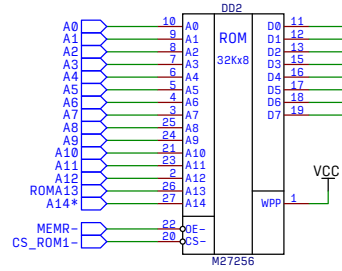 DD2
A0 10 A0 ROM D0 11
A1 9 A1 D1 12
A2 8 A2 32Kx8 D2 13
A3 7 A3 D3 15
A4 6 A4 D4 16
A5 5 A5 D5 17
A6 4 A6 D6 18
A7 3 A7 D7 19
A8 25 A8
A9 24 A9
A10 21 A10
A11 23 A11
A12 2 A12 VCC
ROMA13 26 A13
A14* 27 A14 WPP 1
MEMR- 22 OE-
CS_ROM1- 20 CS-
M27256